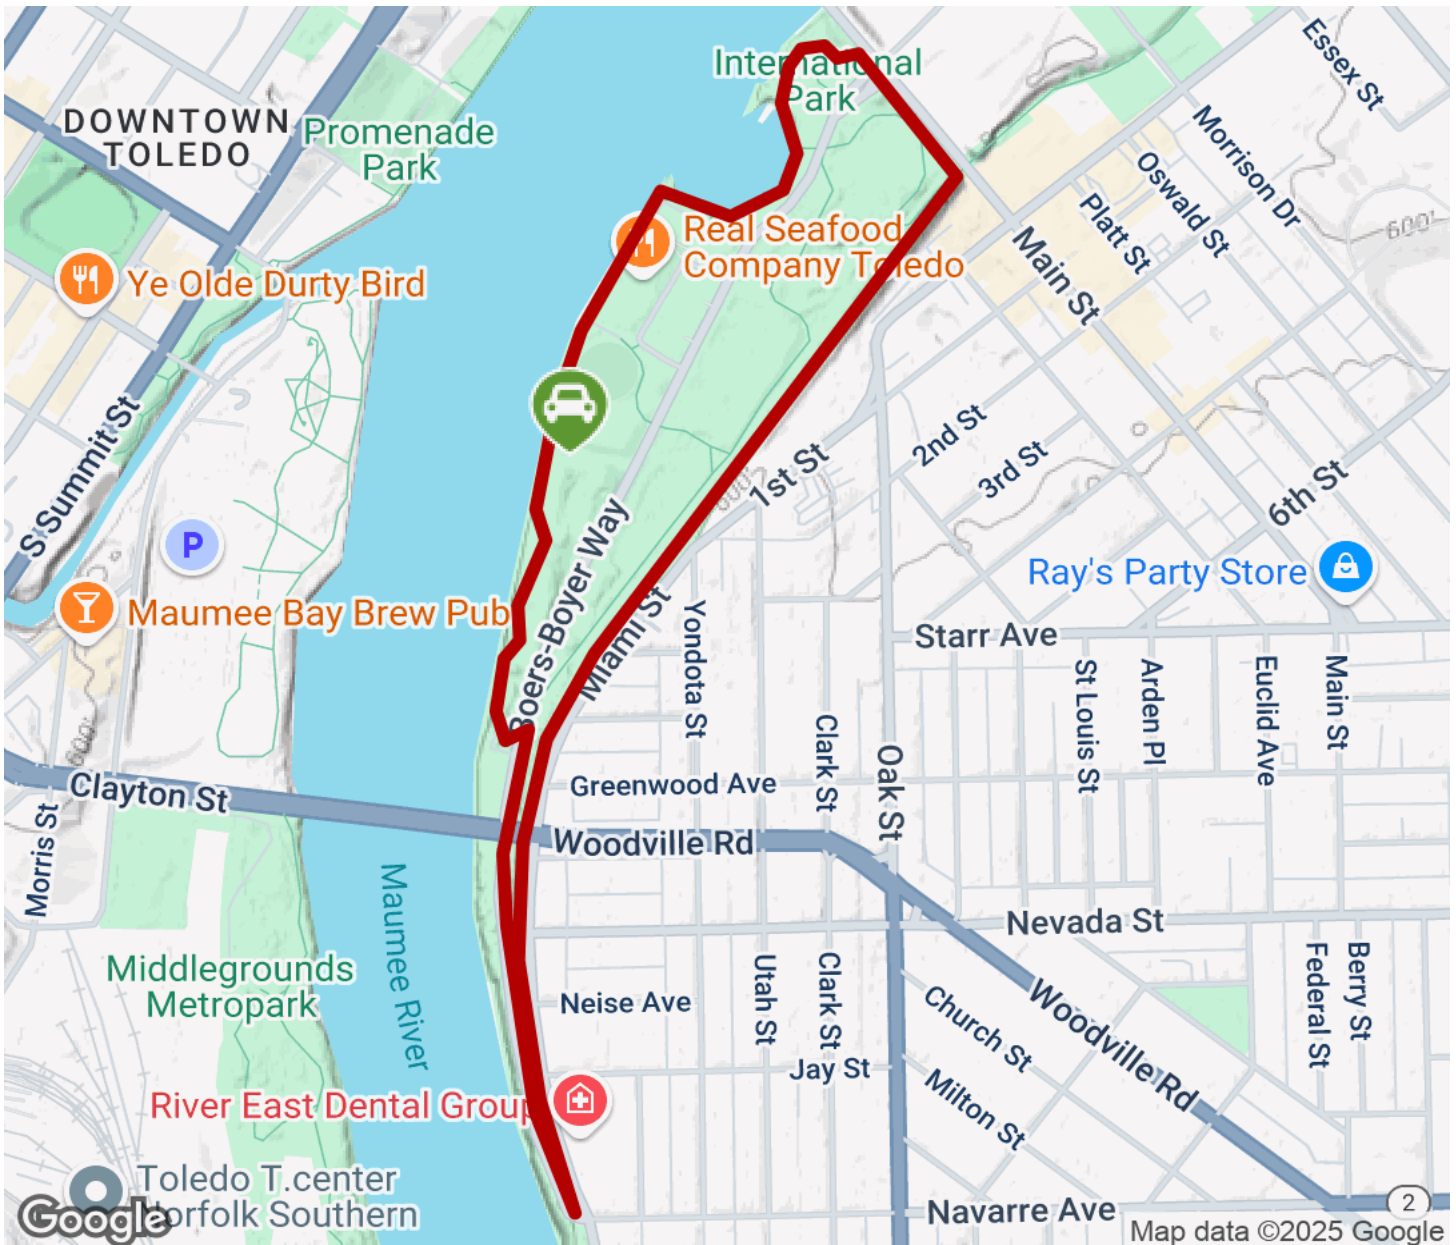 Essex St
International
Park
DOWNTOWN
TOLEDO
Promenade
Park
Morrison Dr
Oswald St
Platt St
600'
Real Seafood
Company Toledo
Main St
Ye Olde Durty Bird
S Summit St
2nd St
3rd St
1st St
600'
6th St
P
Boers-Boyer Way
Ray's Party Store
Maumee Bay Brew Pub
Miami St
Yondota St
Starr Ave
St Louis St
Arden Pl
Euclid Ave
Main St
600'
Clark St
Oak St
Clayton St
Greenwood Ave
Woodville Rd
Morris St
Maumee River
Nevada St
Middlegrounds
Metropark
Utah St
Clark St
Berry St
Federal St
Neise Ave
Church St
Woodville Rd
Jay St
River East Dental Group
Milton St
Toledo T.center
Norfolk Southern
Google
Navarre Ave
2
Map data ©2025 Google